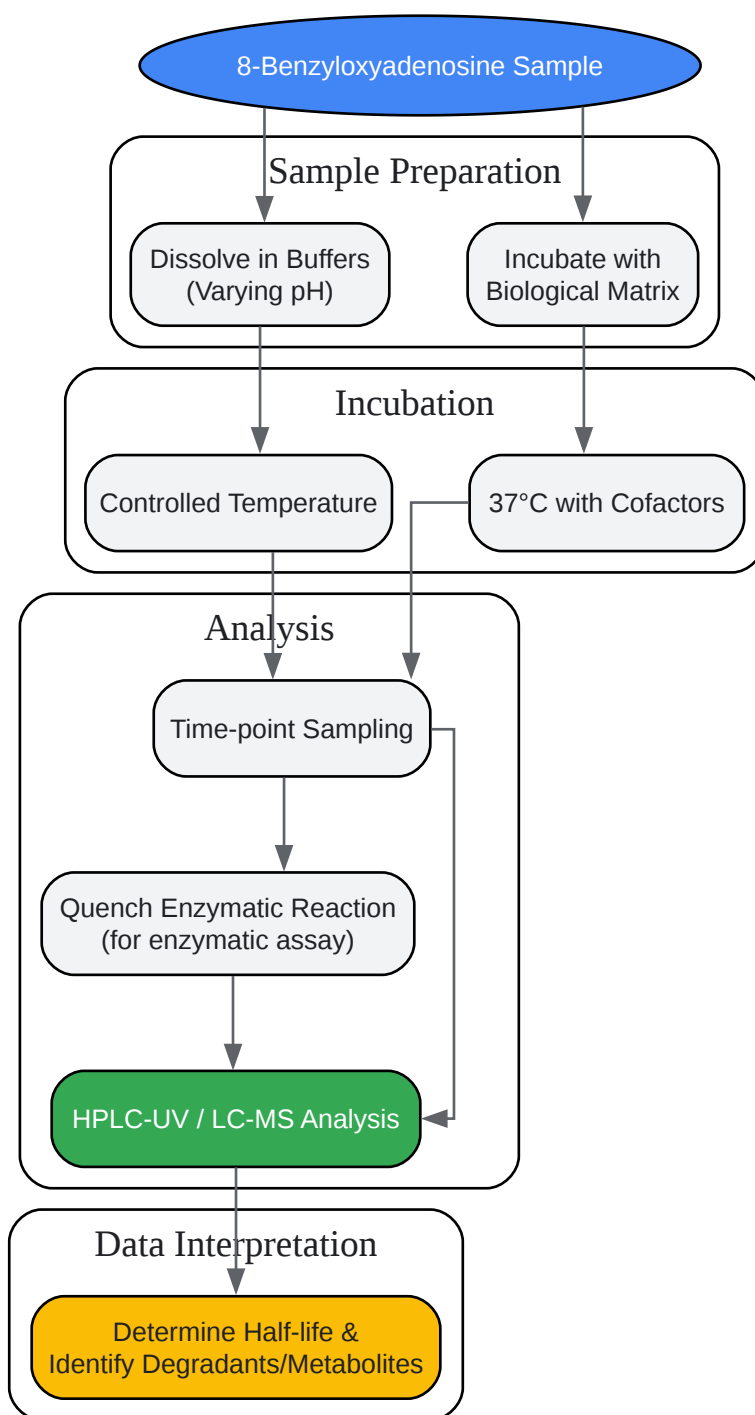 8-Benzyloxyadenosine Sample
Sample Preparation
Dissolve in Buffers
(Varying pH)
Incubate with
Biological Matrix
Incubation
Controlled Temperature
37°C with Cofactors
Analysis
Time-point Sampling
Quench Enzymatic Reaction
(for enzymatic assay)
HPLC-UV / LC-MS Analysis
Data Interpretation
Determine Half-life &
Identify Degradants/Metabolites